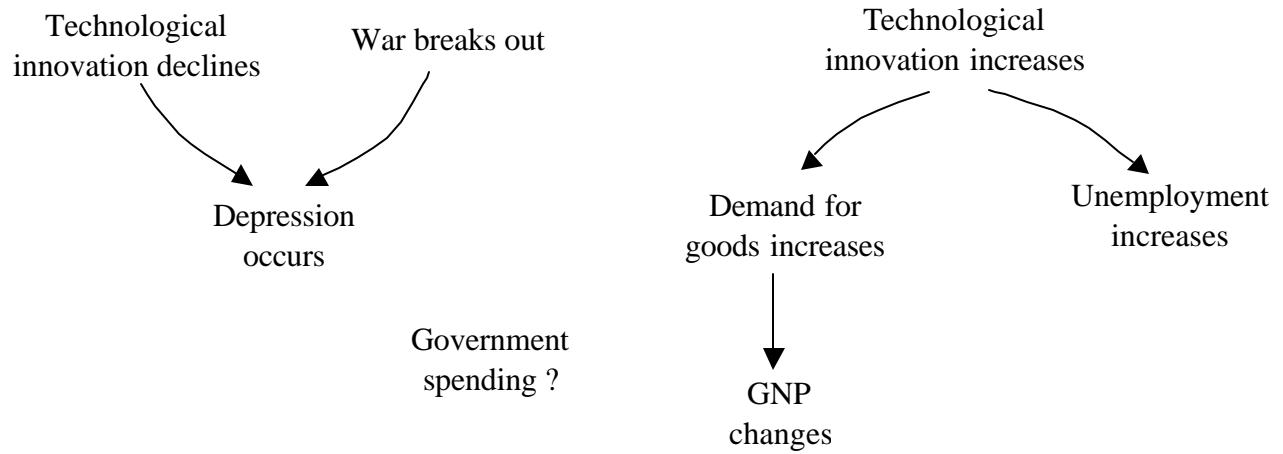 Technological
innovation declines
War breaks out
Technological
innovation increases
Depression
occurs
Demand for
goods increases
Unemployment
increases
Government
spending ?
GNP
changes